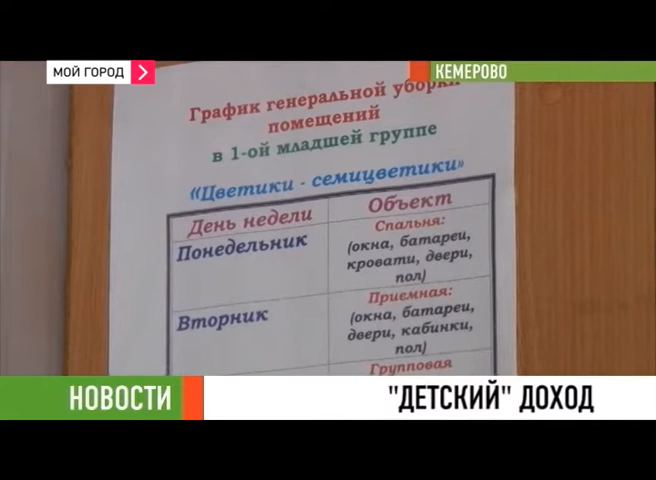 МОЙ ГОРОД
КЕМЕРОВО
График генеральной уборки
помещений
в 1-ой младшей группе
«Цветики - семицветики»
День недели
Объект
Понедельник
Спальня:
(окна, батареи,
кровати, двери,
пол)
Вторник
Приемная:
(окна, батареи,
двери, кабинки,
пол)
Групповая
НОВОСТИ
"ДЕТСКИЙ" ДОХОД